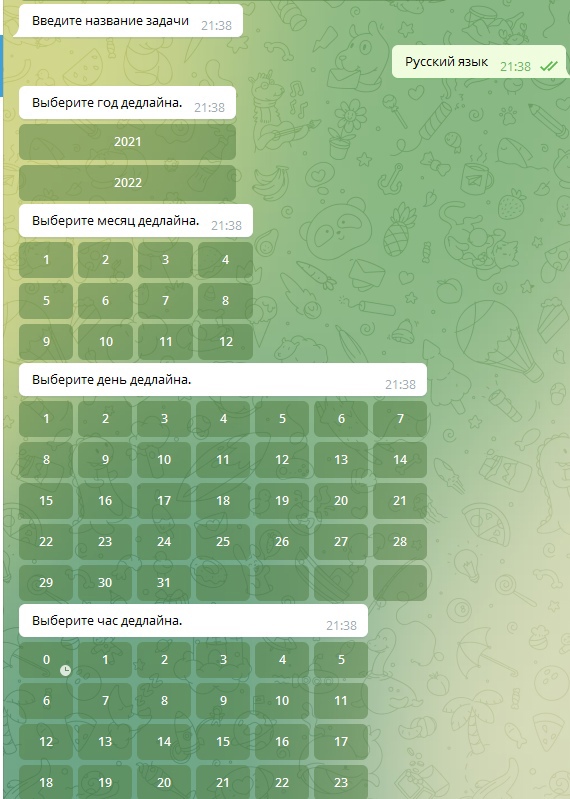 Введите название задачи 21:38
Русский язык 21:38
Выберите год дедлайна. 21:38
2021
2022
Выберите месяц дедлайна. 21:38
1 2 3 4
5 6 7 8
9 10 11 12
Выберите день дедлайна. 21:38
1 2 3 4 5 6 7
8 9 10 11 12 13 14
15 16 17 18 19 20 21
22 23 24 25 26 27 28
29 30 31
Выберите час дедлайна. 21:38
0 1 2 3 4 5
6 7 8 9 10 11
12 13 14 15 16 17
18 19 20 21 22 23